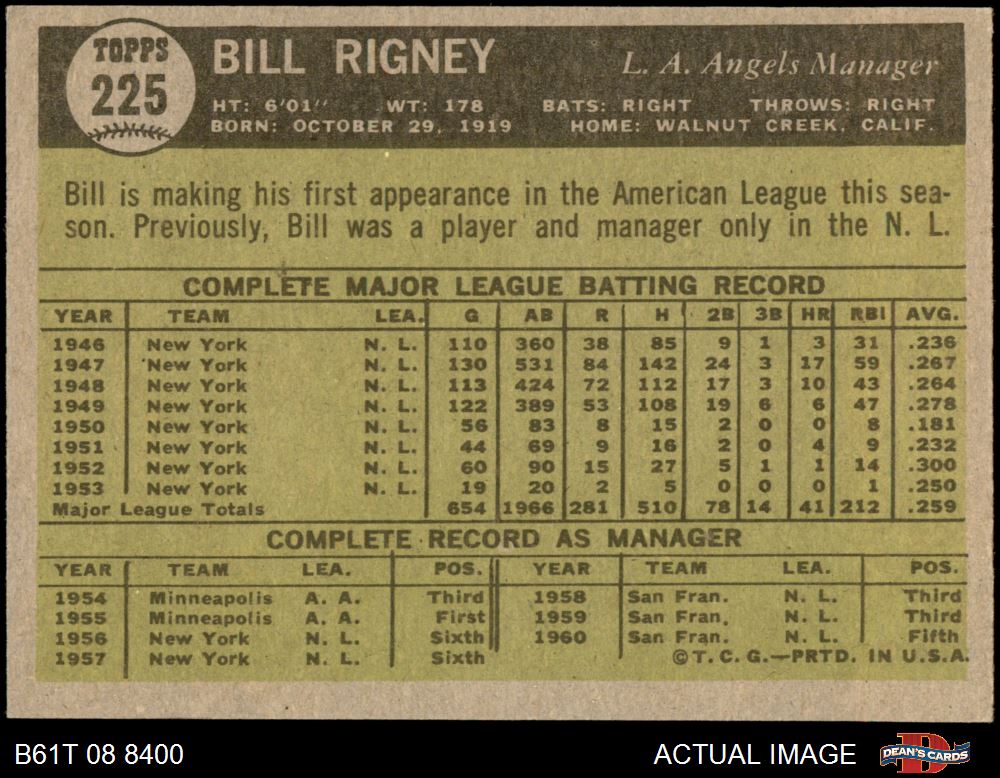 TOPPS
225
BILL RIGNEY
L. A. Angels Manager
HT: 6'01" WT: 178 BATS: RIGHT THROWS: RIGHT
BORN: OCTOBER 29, 1919 HOME: WALNUT CREEK, CALIF.
Bill is making his first appearance in the American League this sea-
son. Previously, Bill was a player and manager only in the N. L.
COMPLETE MAJOR LEAGUE BATTING RECORD
YEAR TEAM LEA. G AB R H 2B 3B HR RBI AVG.
1946 New York N. L. 110 360 38 85 9 1 3 31 .236
1947 New York N. L. 130 531 84 142 24 3 17 59 .267
1948 New York N. L. 113 424 72 112 17 3 10 43 .264
1949 New York N. L. 122 389 53 108 19 6 6 47 .278
1950 New York N. L. 56 83 8 15 2 0 0 8 .181
1951 New York N. L. 44 69 9 16 2 0 4 9 .232
1952 New York N. L. 60 90 15 27 5 1 1 14 .300
1953 New York N. L. 19 20 2 5 0 0 0 1 .250
Major League Totals 654 1966 281 510 78 14 41 212 .259
COMPLETE RECORD AS MANAGER
YEAR TEAM LEA. POS. YEAR TEAM LEA. POS.
1954 Minneapolis A. A. Third 1958 San Fran. N. L. Third
1955 Minneapolis A. A. First 1959 San Fran. N. L. Third
1956 New York N. L. Sixth 1960 San Fran. N. L. Fifth
1957 New York N. L. Sixth ©T. C. G.—PRTD. IN U.S.A.
B61T 08 8400 ACTUAL IMAGE DEAN'S CARDS